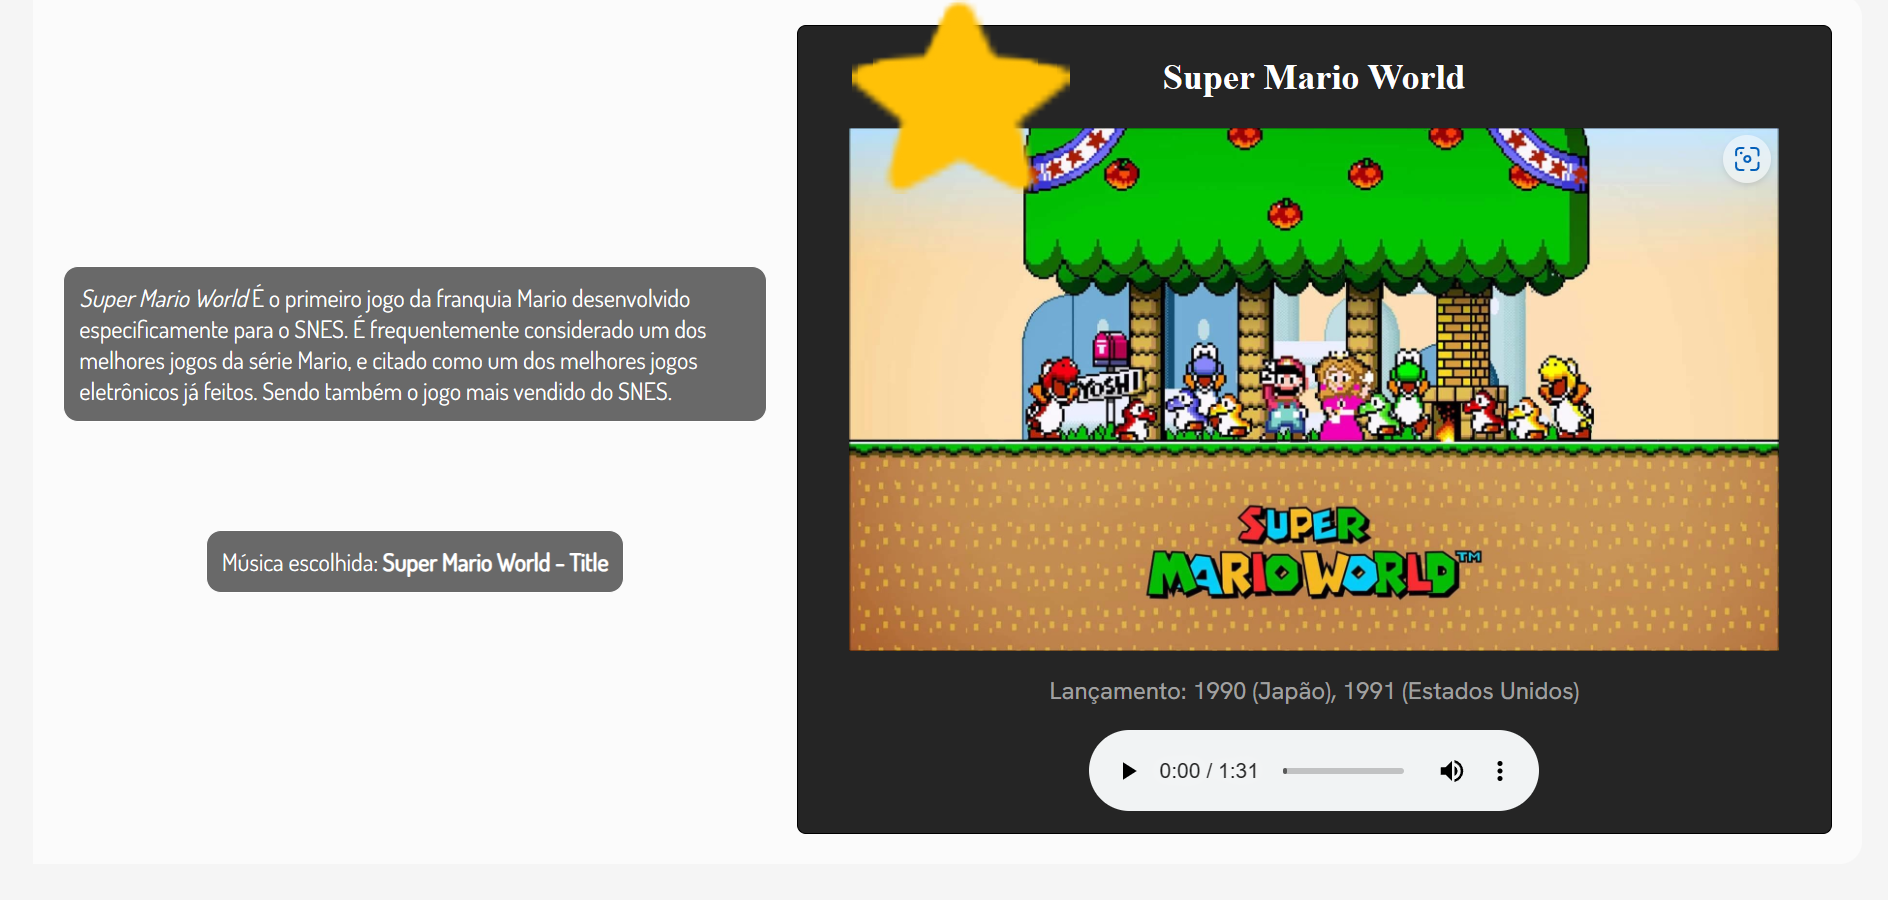 Super Mario World É o primeiro jogo da franquia Mario desenvolvido
especificamente para o SNES. É frequentemente considerado um dos
melhores jogos da série Mario, e citado como um dos melhores jogos
eletrônicos já feitos. Sendo também o jogo mais vendido do SNES.
Música escolhida: Super Mario World - Title
Super Mario World
YOSHI
SUPER
MARIO WORLD™
Lançamento: 1990 (Japão), 1991 (Estados Unidos)
0:00 / 1:31